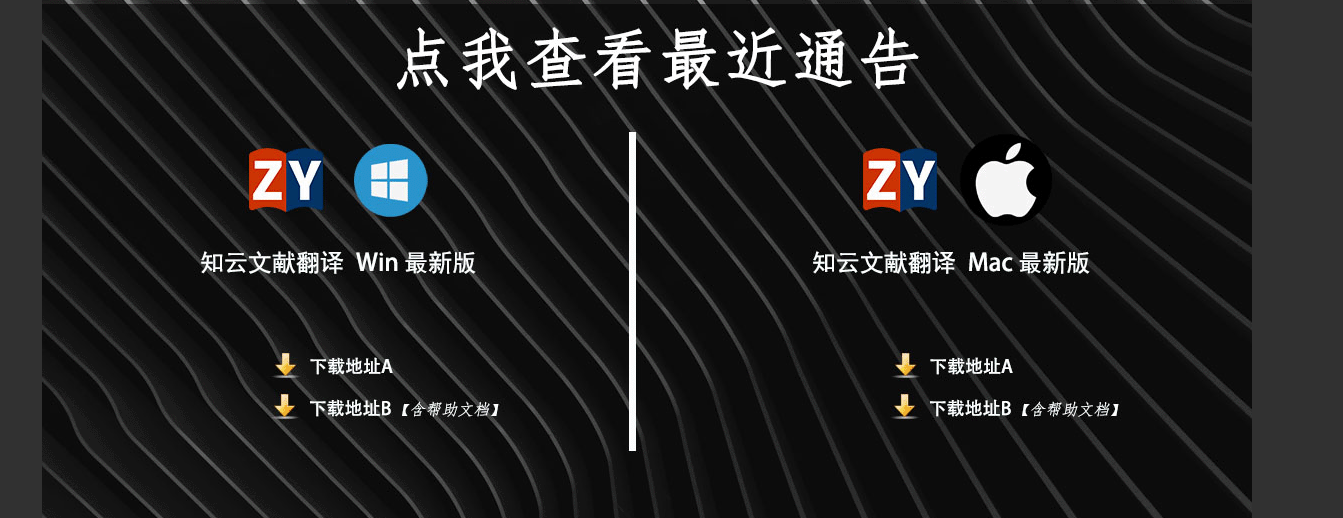 点我查看最近通告
ZY
知云文献翻译 Win 最新版
下载地址A
下载地址B【含帮助文档】
ZY
知云文献翻译 Mac 最新版
下载地址A
下载地址B【含帮助文档】